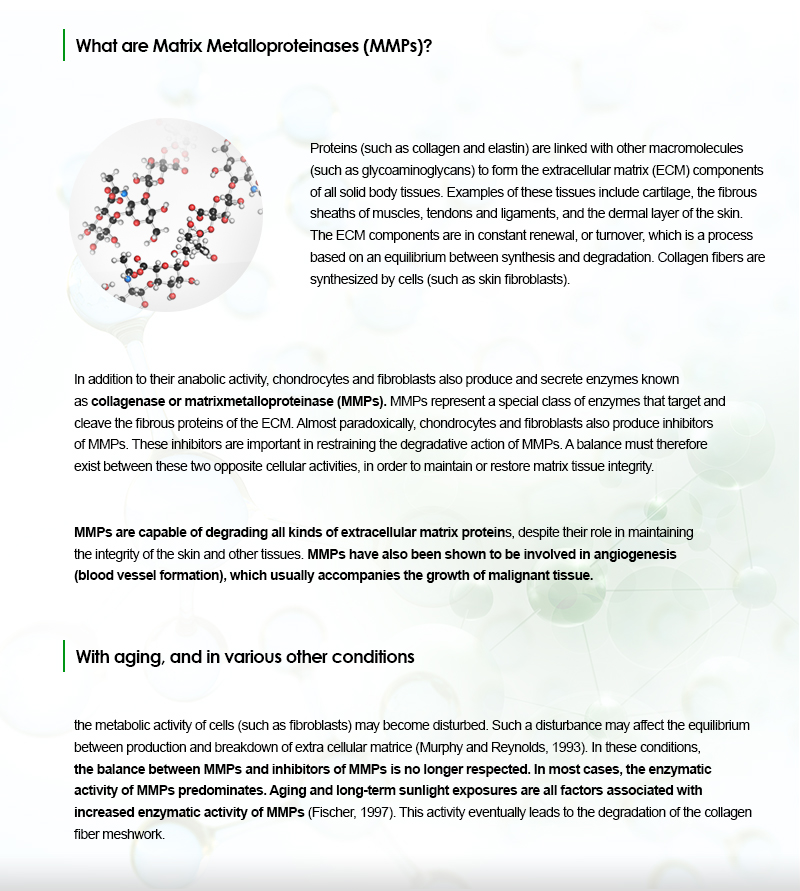 What are Matrix Metalloproteinases (MMPs)?
Proteins (such as collagen and elastin) are linked with other macromolecules
(such as glycoaminoglycans) to form the extracellular matrix (ECM) components
of all solid body tissues. Examples of these tissues include cartilage, the fibrous
sheaths of muscles, tendons and ligaments, and the dermal layer of the skin.
The ECM components are in constant renewal, or turnover, which is a process
based on an equilibrium between synthesis and degradation. Collagen fibers are
synthesized by cells (such as skin fibroblasts).
In addition to their anabolic activity, chondrocytes and fibroblasts also produce and secrete enzymes known
as collagenase or matrixmetalloproteinase (MMPs). MMPs represent a special class of enzymes that target and
cleave the fibrous proteins of the ECM. Almost paradoxically, chondrocytes and fibroblasts also produce inhibitors
of MMPs. These inhibitors are important in restraining the degradative action of MMPs. A balance must therefore
exist between these two opposite cellular activities, in order to maintain or restore matrix tissue integrity.
MMPs are capable of degrading all kinds of extracellular matrix proteins, despite their role in maintaining
the integrity of the skin and other tissues. MMPs have also been shown to be involved in angiogenesis
(blood vessel formation), which usually accompanies the growth of malignant tissue.
With aging, and in various other conditions
the metabolic activity of cells (such as fibroblasts) may become disturbed. Such a disturbance may affect the equilibrium
between production and breakdown of extra cellular matrice (Murphy and Reynolds, 1993). In these conditions,
the balance between MMPs and inhibitors of MMPs is no longer respected. In most cases, the enzymatic
activity of MMPs predominates. Aging and long-term sunlight exposures are all factors associated with
increased enzymatic activity of MMPs (Fischer, 1997). This activity eventually leads to the degradation of the collagen
fiber meshwork.